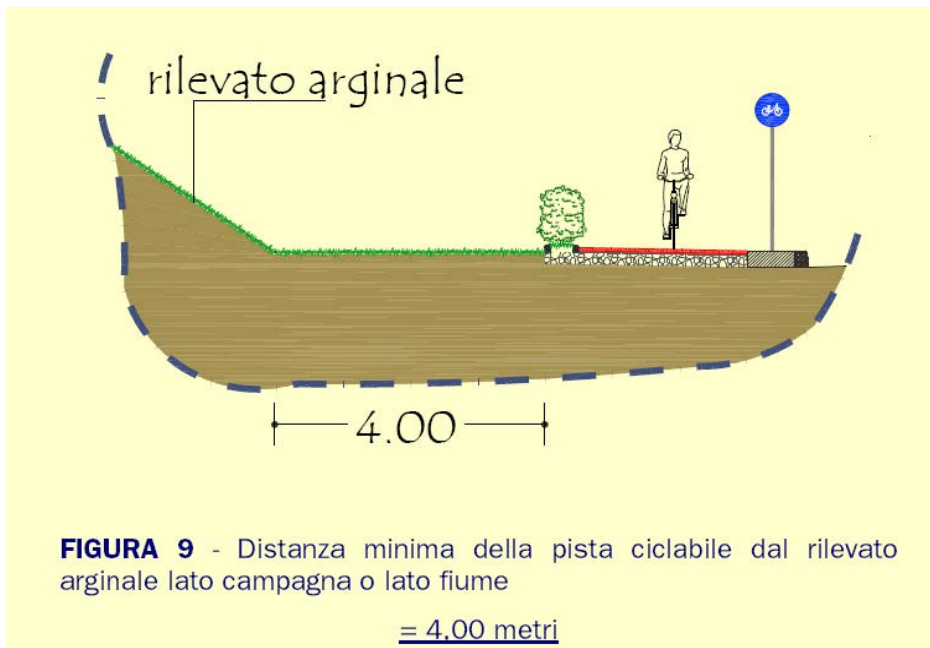 rilevato arginale
4.00
FIGURA 9 - Distanza minima della pista ciclabile dal rilevato
arginale lato campagna o lato fiume
= 4,00 metri